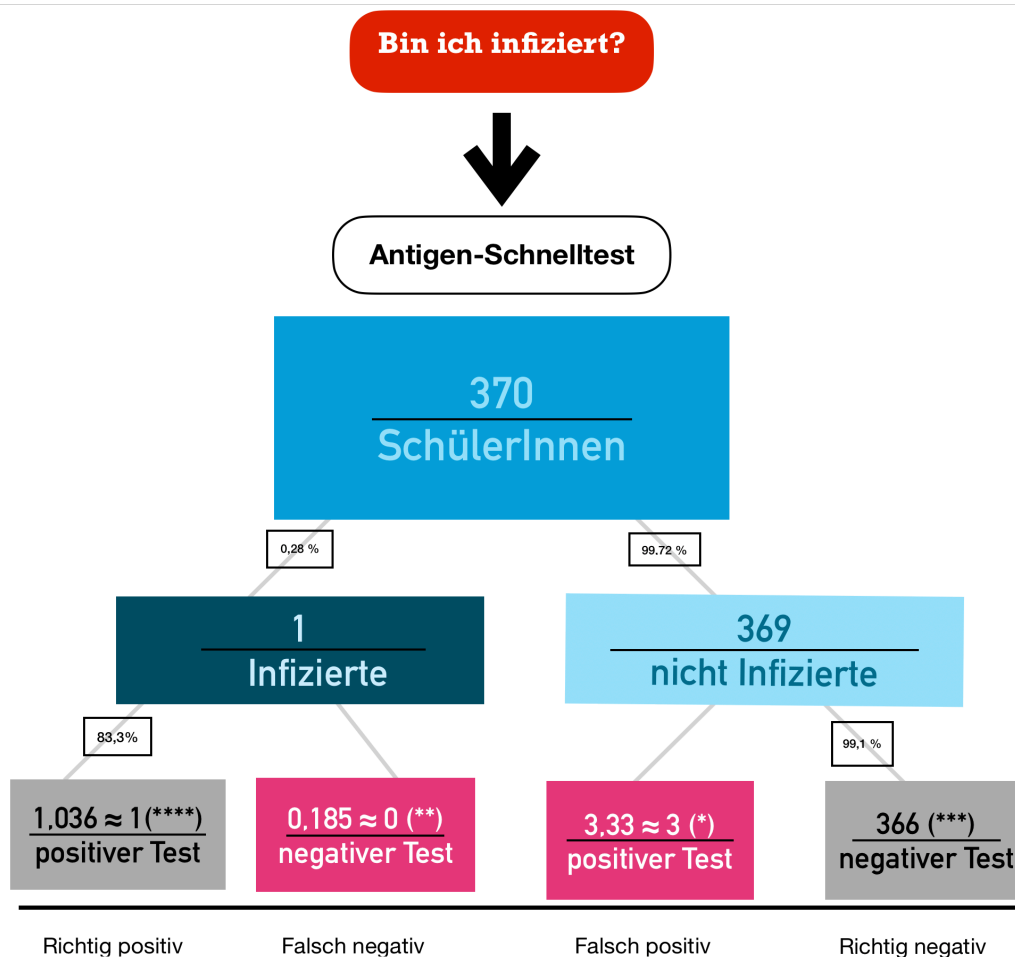 Bin ich infiziert?
Antigen-Schnelltest
370
SchülerInnen
0,28 %
99.72 %
1
Infizierte
369
nicht Infizierte
83,3%
99,1 %
1,036 ≈ 1(****)
positiver Test
0,185 ≈ 0 (**)
negativer Test
3,33 ≈ 3 (*)
positiver Test
366 (***)
negativer Test
Richtig positiv
Falsch negativ
Falsch positiv
Richtig negativ